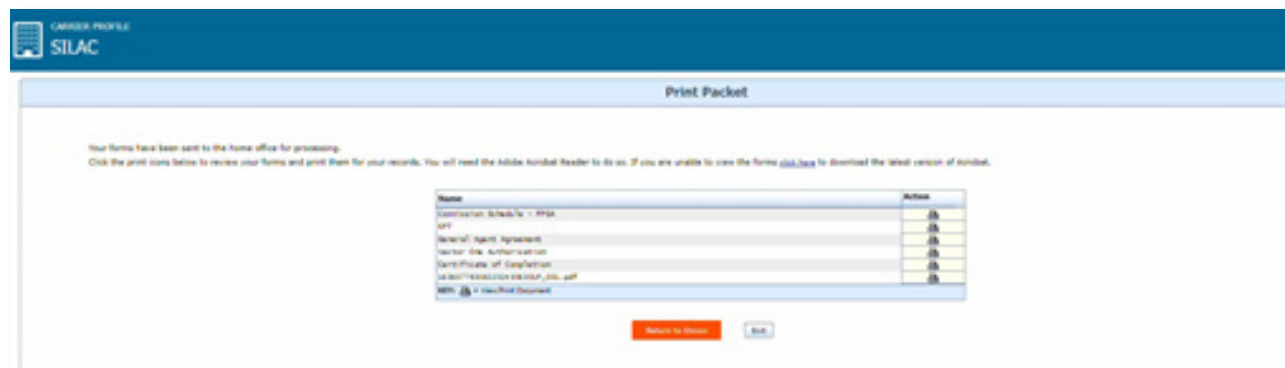 CARRIER PROFILE
SILAC
Print Packet
Your forms have been sent to the home office for processing.
Click the print icons below to review your forms and print them for your records. You will need the Adobe Acrobat Reader to do so. If you are unable to view the forms click here to download the latest version of Acrobat.
Name Action
Commission Schedule - FPGA
EFT
General Agent Agreement
Vector One Authorization
Certificate of Completion
KEY: = View/Print Document
Return to Exit